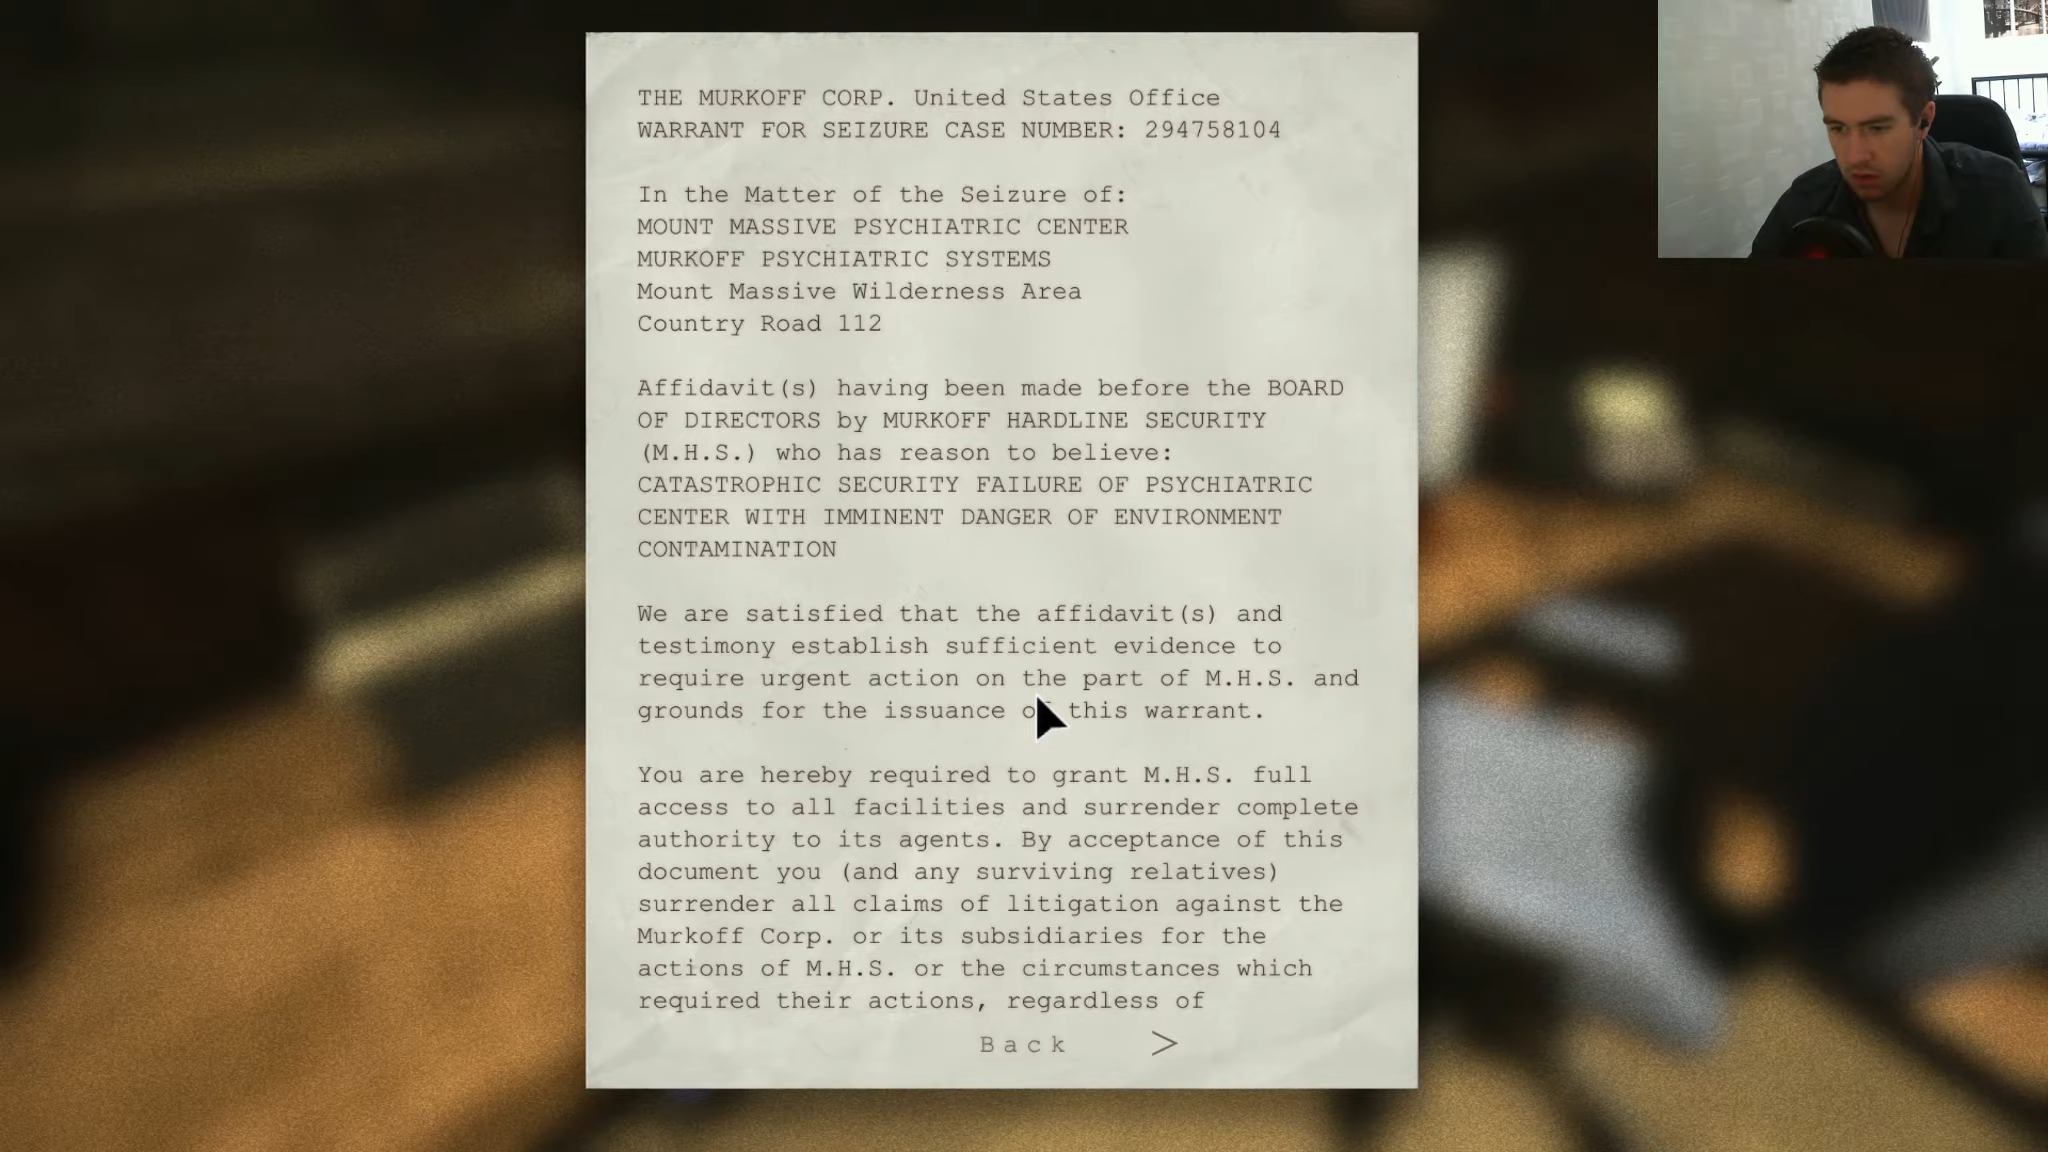 THE MURKOFF CORP. United States Office
WARRANT FOR SEIZURE CASE NUMBER: 294758104
In the Matter of the Seizure of:
MOUNT MASSIVE PSYCHIATRIC CENTER
MURKOFF PSYCHIATRIC SYSTEMS
Mount Massive Wilderness Area
Country Road 112
Affidavit(s) having been made before the BOARD
OF DIRECTORS by MURKOFF HARDLINE SECURITY
(M.H.S.) who has reason to believe:
CATASTROPHIC SECURITY FAILURE OF PSYCHIATRIC
CENTER WITH IMMINENT DANGER OF ENVIRONMENT
CONTAMINATION
We are satisfied that the affidavit(s) and
testimony establish sufficient evidence to
require urgent action on the part of M.H.S. and
grounds for the issuance of this warrant.
You are hereby required to grant M.H.S. full
access to all facilities and surrender complete
authority to its agents. By acceptance of this
document you (and any surviving relatives)
surrender all claims of litigation against the
Murkoff Corp. or its subsidiaries for the
actions of M.H.S. or the circumstances which
required their actions, regardless of
Back >